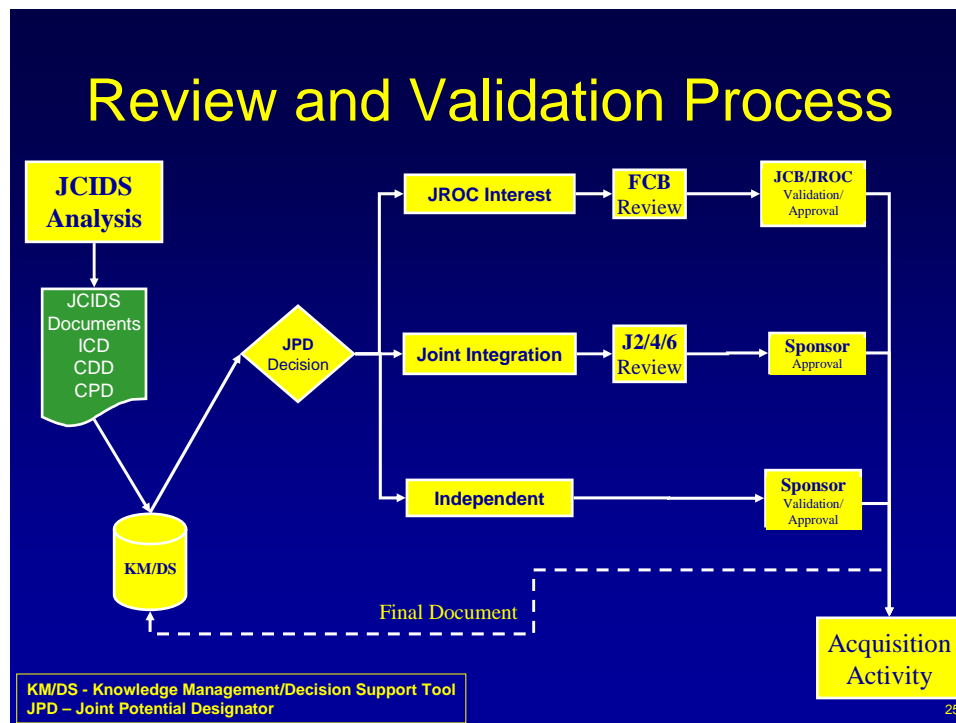 Review and Validation Process
JCIDS
Analysis
JCIDS
Documents
ICD
CDD
CPD
KM/DS
JPD
Decision
JROC Interest
FCB
Review
JCB/JROC
Validation/
Approval
Joint Integration
J2/4/6
Review
Sponsor
Approval
Independent
Sponsor
Validation/
Approval
Final Document
Acquisition
Activity
KM/DS - Knowledge Management/Decision Support Tool
JPD – Joint Potential Designator
25